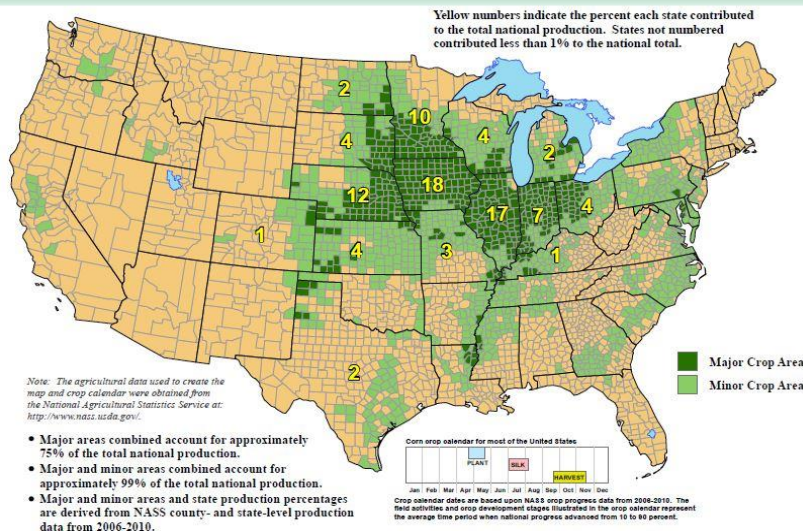 Yellow numbers indicate the percent each state contributed
to the total national production.  States not numbered
contributed less than 1% to the national total.
2
10
4
4
2
12
18
17
7
4
1
4
3
1
2
Major Crop Area
Minor Crop Area
Note:  The agricultural data used to create the
map and crop calendar were obtained from
the National Agricultural Statistics Service at:
http://www.nass.usda.gov/.
• Major areas combined account for approximately
75% of the total national production.
• Major and minor areas combined account for
approximately 99% of the total national production.
• Major and minor areas and state production percentages
are derived from NASS county- and state-level production
data from 2006-2010.
Corn crop calendar for most of the United States
PLANT
SILK
HARVEST
Jan Feb Mar Apr May Jun Jul Aug Sep Oct Nov Dec
Crop calendar dates are based upon NASS crop progress data from 2006-2010.  The
field activities and crop development stages illustrated in the crop calendar represent
the average time period when national progress advanced from 10 to 90 percent.